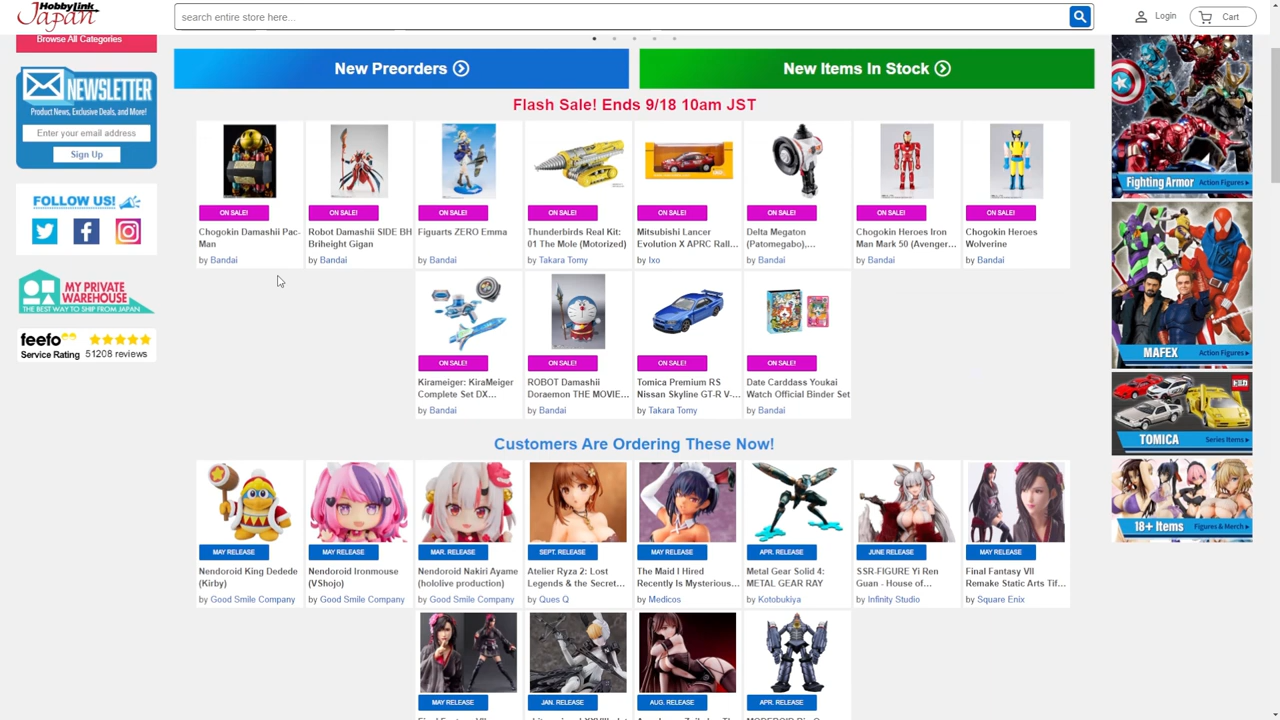 HobbyLink
Japan
search entire store here...
Login
Cart
Browse All Categories
New Preorders
New Items In Stock
NEWSLETTER
Product News, Exclusive Deals, and More!
Enter your email address
Sign Up
FOLLOW US!
MY PRIVATE
WAREHOUSE
THE BEST WAY TO SHIP FROM JAPAN
feefo
Service Rating 51208 reviews
Flash Sale! Ends 9/18 10am JST
ON SALE!
Chogokin Damashii Pac-
Man
by Bandai
ON SALE!
Robot Damashii SIDE BH
Briheight Gigan
by Bandai
ON SALE!
Figuarts ZERO Emma
by Bandai
ON SALE!
Thunderbirds Real Kit:
01 The Mole (Motorized)
by Takara Tomy
ON SALE!
Mitsubishi Lancer
Evolution X APRC Rall...
by Ixo
ON SALE!
Delta Megaton
(Patomegabo),...
by Bandai
ON SALE!
Chogokin Heroes Iron
Man Mark 50 (Avenger...
by Bandai
ON SALE!
Chogokin Heroes
Wolverine
by Bandai
ON SALE!
Kirameiger: KiraMeiger
Complete Set DX...
by Bandai
ON SALE!
ROBOT Damashii
Doraemon THE MOVIE...
by Bandai
ON SALE!
Tomica Premium RS
Nissan Skyline GT-R V-...
by Takara Tomy
ON SALE!
Date Carddass Youkai
Watch Official Binder Set
by Bandai
Customers Are Ordering These Now!
MAY RELEASE
Nendoroid King Dedede
(Kirby)
by Good Smile Company
MAY RELEASE
Nendoroid Ironmouse
(VShojo)
by Good Smile Company
MAR. RELEASE
Nendoroid Nakiri Ayame
(hololive production)
by Good Smile Company
SEPT. RELEASE
Atelier Ryza 2: Lost
Legends & the Secret...
by Ques Q
MAY RELEASE
The Maid I Hired
Recently Is Mysterious...
by Medicos
APR. RELEASE
Metal Gear Solid 4:
METAL GEAR RAY
by Kotobukiya
JUNE RELEASE
SSR-FIGURE Yi Ren
Guan - House of...
by Infinity Studio
MAY RELEASE
Final Fantasy VII
Remake Static Arts Tif...
by Square Enix
MAY RELEASE
JAN. RELEASE
AUG. RELEASE
APR. RELEASE
Fighting Armor Action Figures
MAFEX Action Figures
TOMICA Series Items
18+ Items Figures & Merch